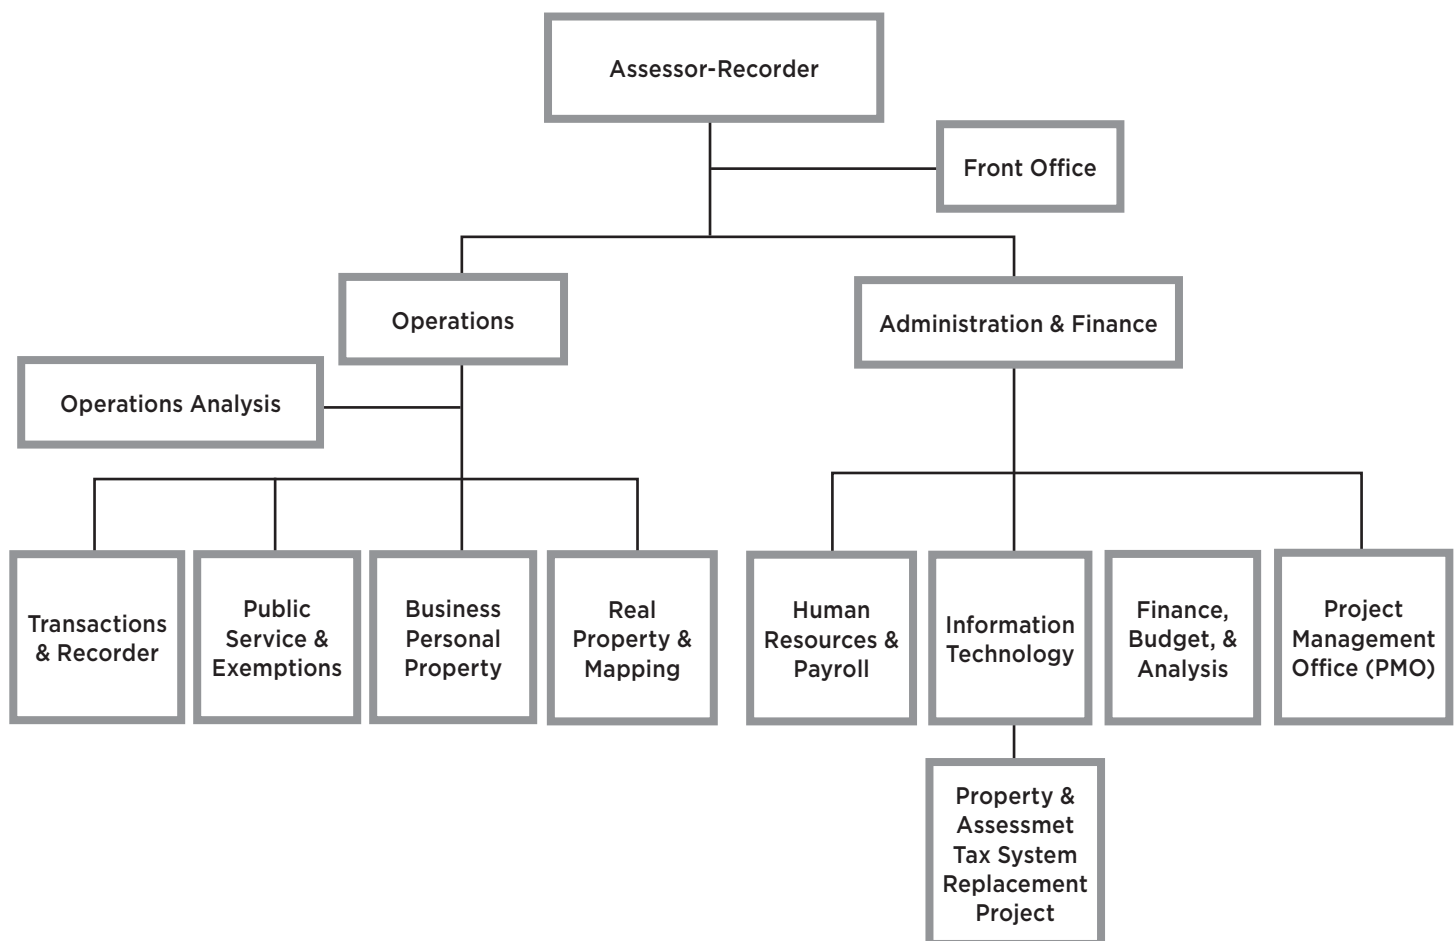 Assessor-Recorder
Front Office
Operations
Administration & Finance
Operations Analysis
Transactions
& Recorder
Public
Service &
Exemptions
Business
Personal
Property
Real
Property &
Mapping
Human
Resources &
Payroll
Information
Technology
Finance,
Budget, &
Analysis
Project
Management
Office (PMO)
Property &
Assessmet
Tax System
Replacement
Project